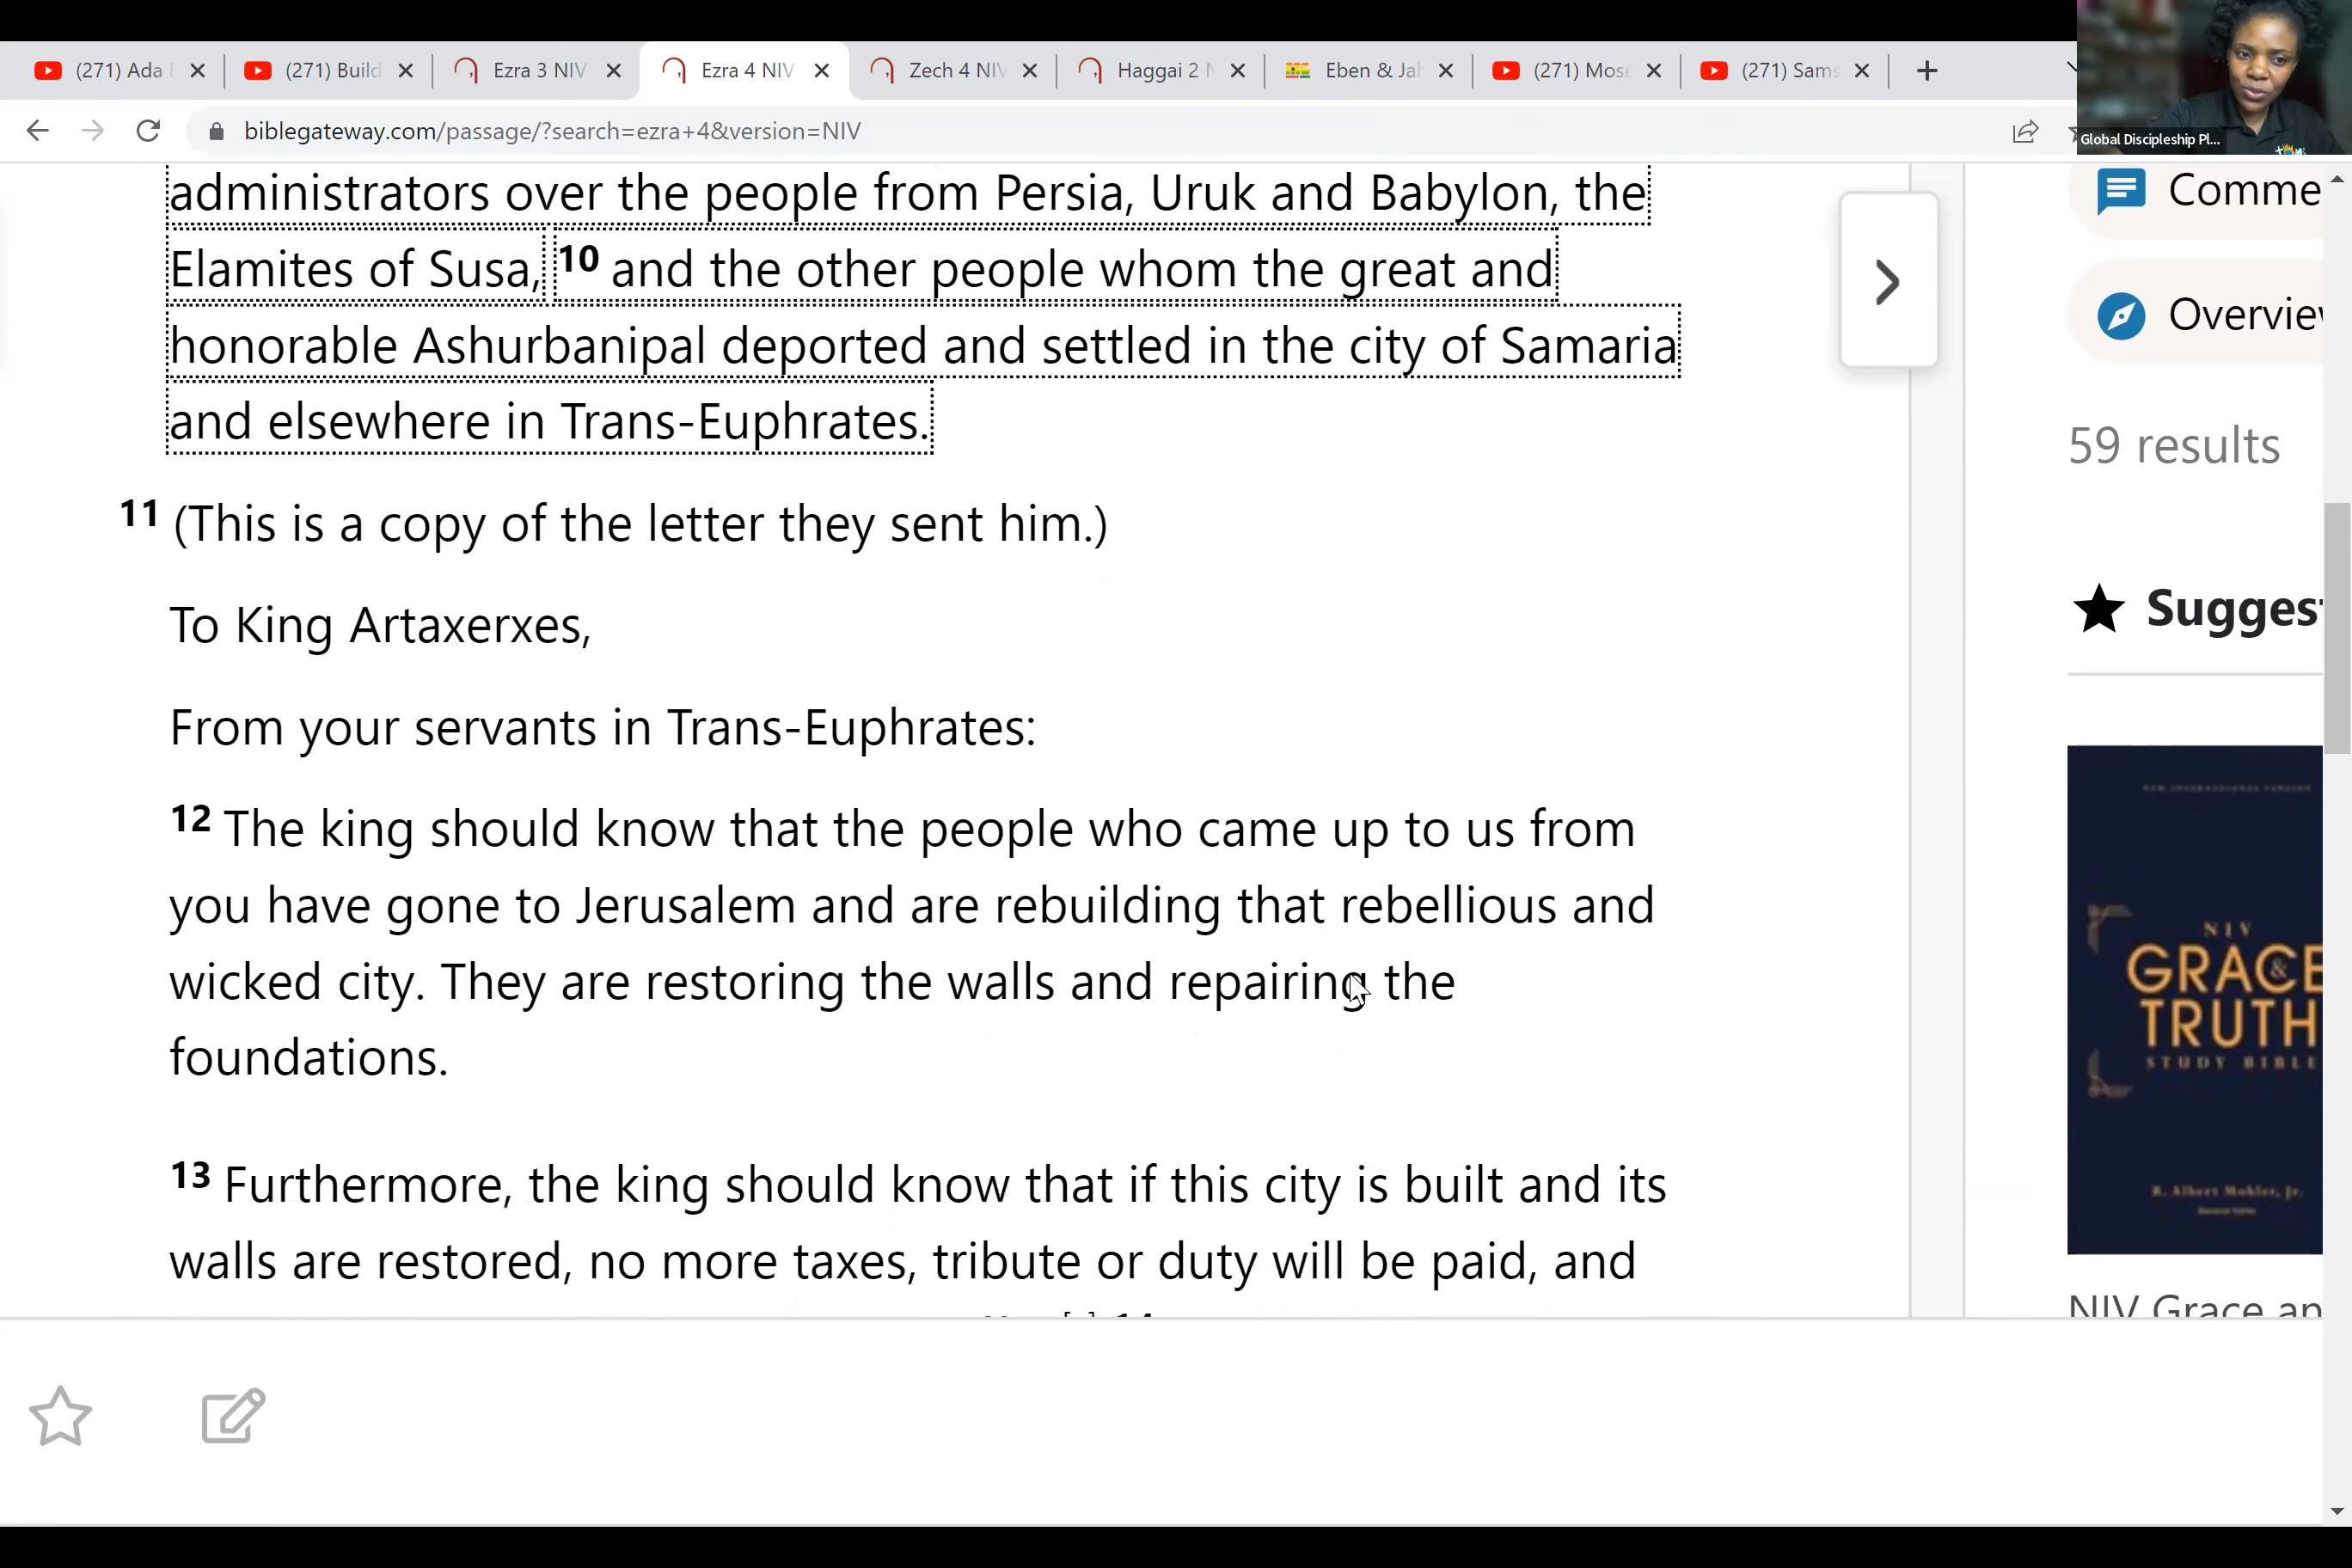 (271) Ada
(271) Build
Ezra 3 NIV
Ezra 4 NIV
Zech 4 NIV
Haggai 2
Eben & Jah
(271) Mose
(271) Sams
biblegateway.com/passage/?search=ezra+4&version=NIV
Global Discipleship Pl...
administrators over the people from Persia, Uruk and Babylon, the
Elamites of Susa, 10 and the other people whom the great and
honorable Ashurbanipal deported and settled in the city of Samaria
and elsewhere in Trans-Euphrates.
11 (This is a copy of the letter they sent him.)
To King Artaxerxes,
From your servants in Trans-Euphrates:
12 The king should know that the people who came up to us from
you have gone to Jerusalem and are rebuilding that rebellious and
wicked city. They are restoring the walls and repairing the
foundations.
13 Furthermore, the king should know that if this city is built and its
walls are restored, no more taxes, tribute or duty will be paid, and
Comme
Overview
59 results
Suggest
NIV
GRACE
&
TRUTH
STUDY BIBLE
R. Albert Mohler, Jr.
NIV Grace an